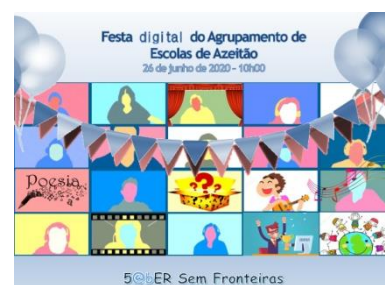 Festa digital do Agrupamento de
Escolas de Azeitão
26 de junho de 2020 - 10h00
Poesia
???
5@bER Sem Fronteiras